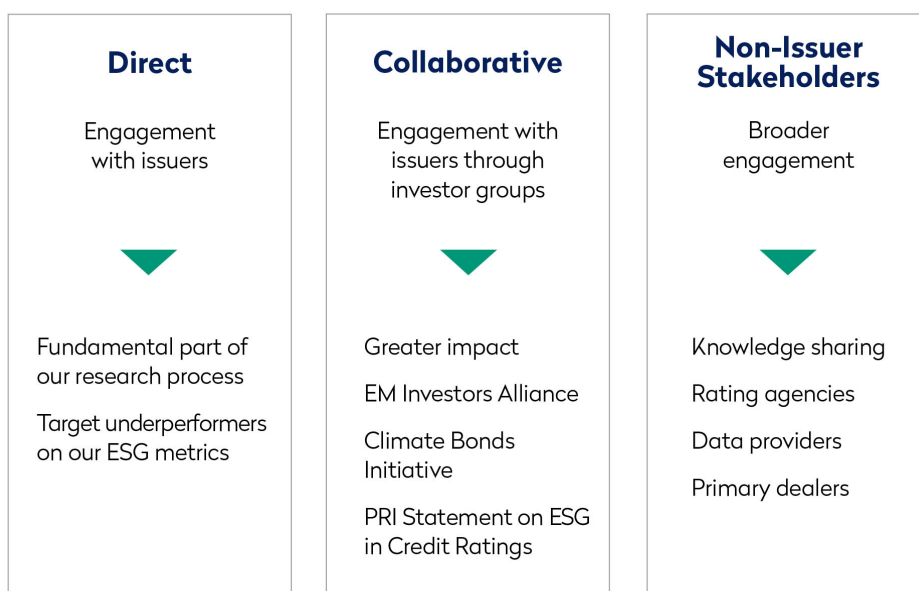 Direct
Engagement
with issuers
Fundamental part of
our research process
Target underperformers
on our ESG metrics
Collaborative
Engagement with
issuers through
investor groups
Greater impact
EM Investors Alliance
Climate Bonds
Initiative
PRI Statement on ESG
in Credit Ratings
Non-Issuer
Stakeholders
Broader
engagement
Knowledge sharing
Rating agencies
Data providers
Primary dealers